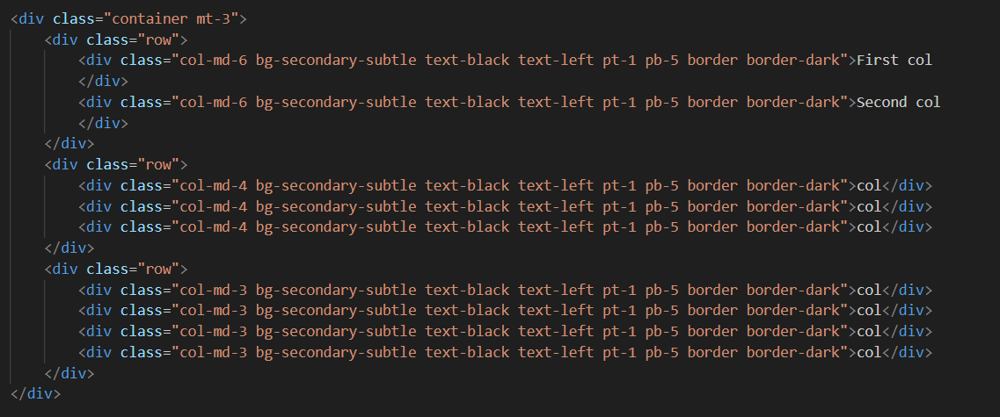 <div class="container mt-3">
    <div class="row">
        <div class="col-md-6 bg-secondary-subtle text-black text-left pt-1 pb-5 border border-dark">First col
        </div>
        <div class="col-md-6 bg-secondary-subtle text-black text-left pt-1 pb-5 border border-dark">Second col
        </div>
    </div>
    <div class="row">
        <div class="col-md-4 bg-secondary-subtle text-black text-left pt-1 pb-5 border border-dark">col</div>
        <div class="col-md-4 bg-secondary-subtle text-black text-left pt-1 pb-5 border border-dark">col</div>
        <div class="col-md-4 bg-secondary-subtle text-black text-left pt-1 pb-5 border border-dark">col</div>
    </div>
    <div class="row">
        <div class="col-md-3 bg-secondary-subtle text-black text-left pt-1 pb-5 border border-dark">col</div>
        <div class="col-md-3 bg-secondary-subtle text-black text-left pt-1 pb-5 border border-dark">col</div>
        <div class="col-md-3 bg-secondary-subtle text-black text-left pt-1 pb-5 border border-dark">col</div>
        <div class="col-md-3 bg-secondary-subtle text-black text-left pt-1 pb-5 border border-dark">col</div>
    </div>
</div>